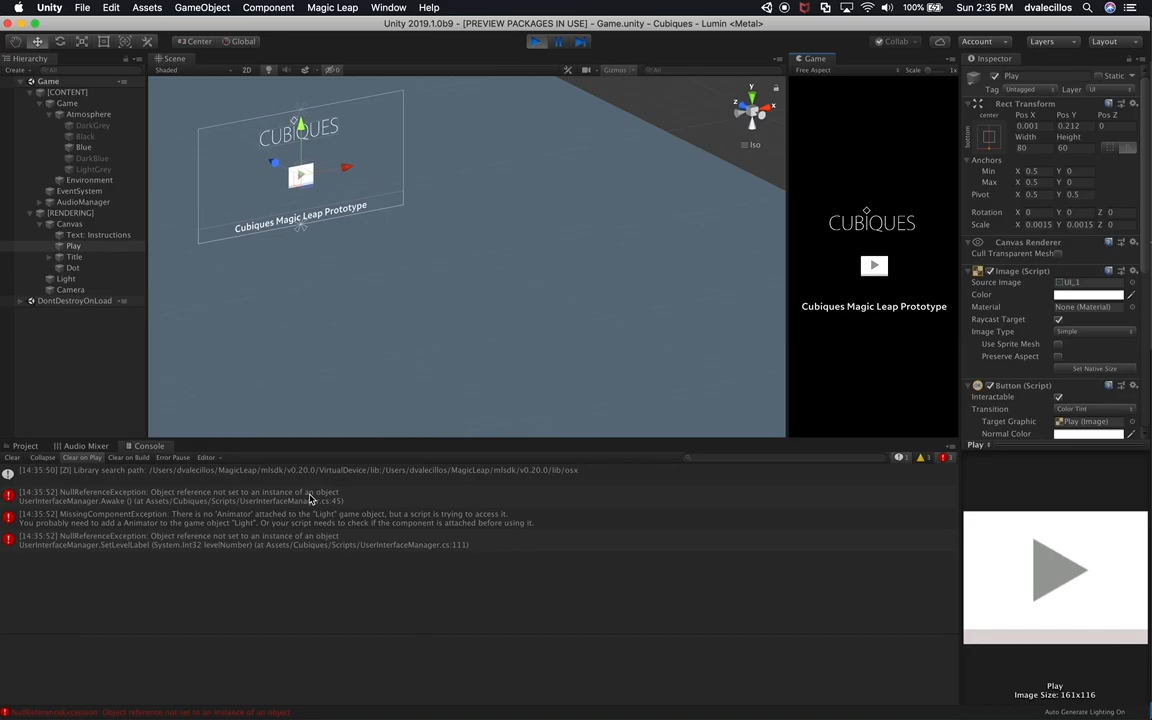 Unity File Edit Assets GameObject Component Magic Leap Window Help
100% Sun 2:35 PM dvalecillos
Unity 2019.1.0b9 - [PREVIEW PACKAGES IN USE] - Game.unity - Cubiques - Lumin <Metal>
Center Global
Collab Account Layers Layout
Hierarchy
Create All
Game
[CONTENT]
Game
Atmosphere
DarkGrey
Black
Blue
DarkBlue
LightGrey
Environment
EventSystem
AudioManager
[RENDERING]
Canvas
Text: Instructions
Play
Title
Dot
Light
Camera
DontDestroyOnLoad
Scene
Shaded 2D 0 Gizmos All
y
z
x
Iso
CUBIQUES
Cubiques Magic Leap Prototype
Game
Free Aspect Scale 1x
CUBIQUES
Cubiques Magic Leap Prototype
Inspector
Play Static
Tag Untagged Layer UI
Rect Transform
center Pos X Pos Y Pos Z
bottom 0.001 0.212 0
Width Height
80 60
Anchors
Min X 0.5 Y 0
Max X 0.5 Y 0
Pivot X 0.5 Y 0.5
Rotation X 0 Y 0 Z 0
Scale X 0.0015 Y 0.0015 Z 0
Canvas Renderer
Cull Transparent Mesh
Image (Script)
Source Image UI_1
Color
Material None (Material)
Raycast Target
Image Type Simple
Use Sprite Mesh
Preserve Aspect
Set Native Size
Button (Script)
Interactable
Transition Color Tint
Target Graphic Play (Image)
Normal Color
Play
Project Audio Mixer Console
Clear Collapse Clear on Play Clear on Build Error Pause Editor 1 3 3
[14:35:50] [ZI] Library search path: /Users/dvalecillos/MagicLeap/mlsdk/v0.20.0/VirtualDevice/lib;/Users/dvalecillos/MagicLeap/mlsdk/v0.20.0/lib/osx
[14:35:52] NullReferenceException: Object reference not set to an instance of an object
UserInterfaceManager.Awake () (at Assets/Cubiques/Scripts/UserInterfaceManager.cs:45)
[14:35:52] MissingComponentException: There is no 'Animator' attached to the "Light" game object, but a script is trying to access it.
You probably need to add a Animator to the game object "Light". Or your script needs to check if the component is attached before using it.
[14:35:52] NullReferenceException: Object reference not set to an instance of an object
UserInterfaceManager.SetLevelLabel (System.Int32 levelNumber) (at Assets/Cubiques/Scripts/UserInterfaceManager.cs:111)
Play
Image Size: 161x116
NullReferenceException: Object reference not set to an instance of an object
Auto Generate Lighting On